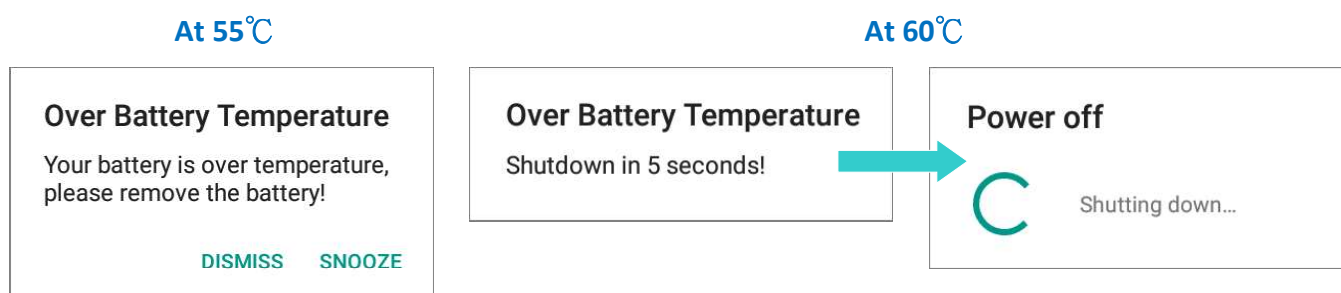 At 55℃
Over Battery Temperature
Your battery is over temperature,
please remove the battery!
DISMISS SNOOZE
At 60℃
Over Battery Temperature
Shutdown in 5 seconds!
Power off
Shutting down…